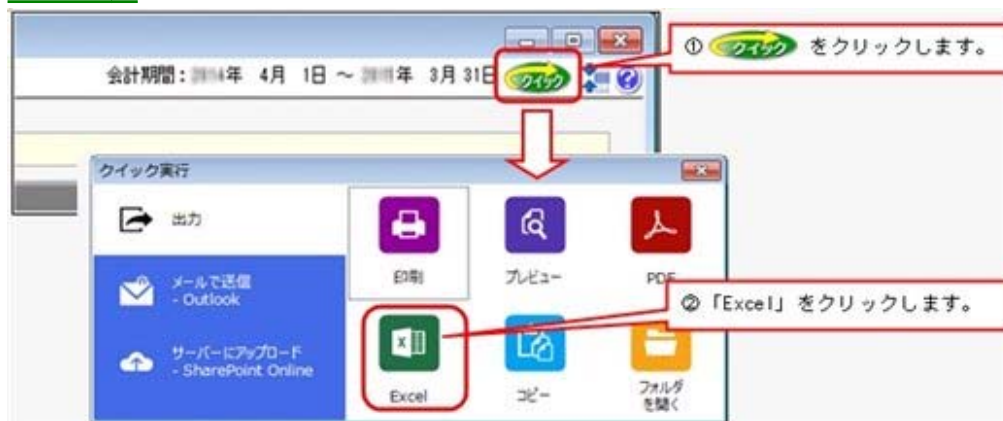 ① クイック をクリックします。
会計期間: 年 4月 1日 ~ 年 3月 31日 クイック
クイック実行
出力
メールで送信
- Outlook
サーバーにアップロード
- SharePoint Online
印刷
プレビュー
PDF
②「Excel」をクリックします。
Excel
コピー
フォルダ
を開く